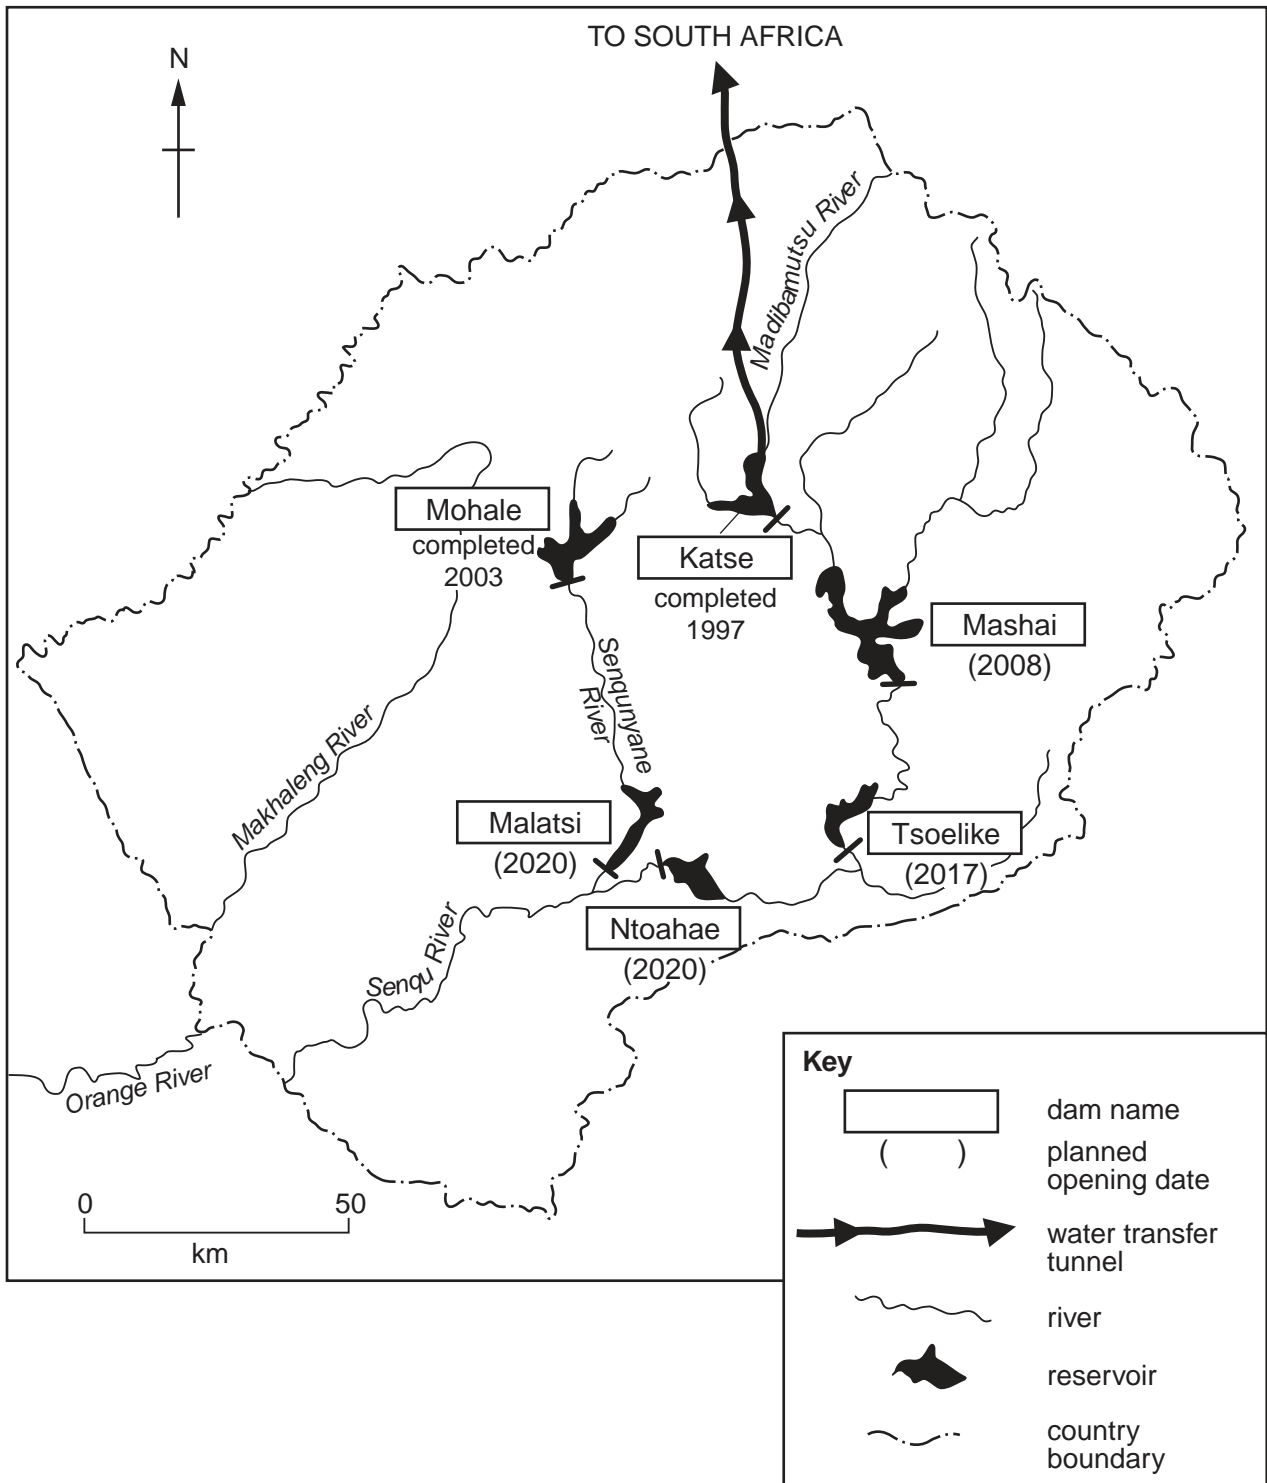 TO SOUTH AFRICA
N
Madibamutsu River
Mohale
completed
2003
Katse
completed
1997
Mashai
(2008)
Senqunyane
River
Makhaleng River
Malatsi
(2020)
Tsoelike
(2017)
Ntoahae
(2020)
Senqu River
Orange River
0 50
km
Key
dam name
( )
planned
opening date
water transfer
tunnel
river
reservoir
country
boundary